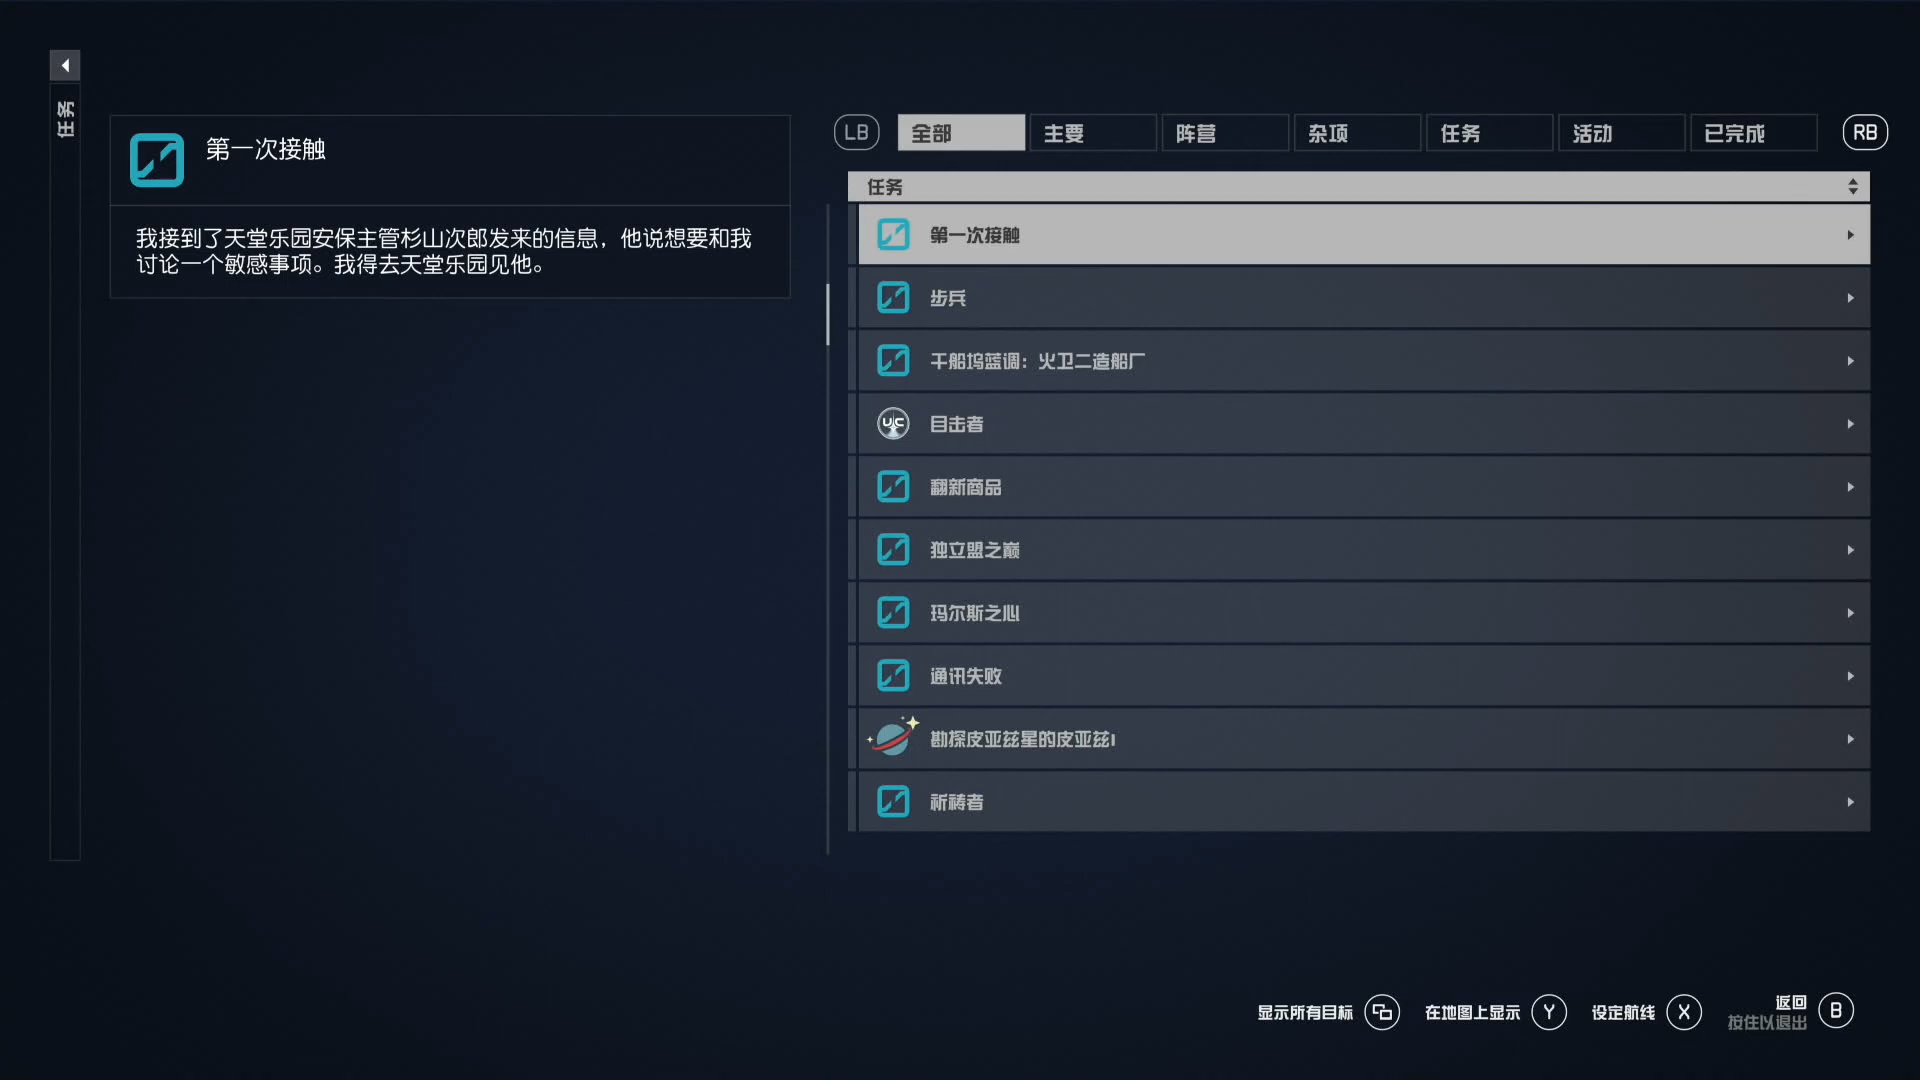 任务
第一次接触
我接到了天堂乐园安保主管杉山次郎发来的信息，他说想要和我
讨论一个敏感事项。我得去天堂乐园见他。
LB
全部
主要
阵营
杂项
任务
活动
已完成
RB
任务
第一次接触
步兵
干船坞蓝调：火卫二造船厂
UC
目击者
翻新商品
独立盟之巅
玛尔斯之心
通讯失败
勘探皮亚兹星的皮亚兹I
祈祷者
显示所有目标
在地图上显示 Y
设定航线 X
返回 B
按住以退出